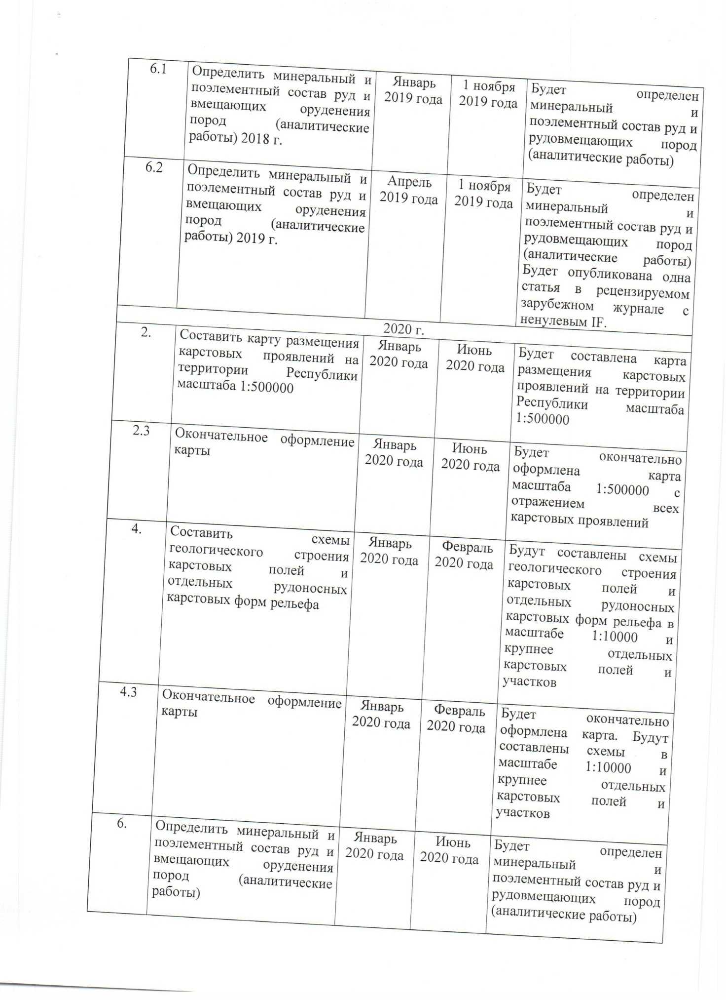 6.1
Определить минеральный и
поэлементный состав руд и
вмещающих оруденения
пород (аналитические
работы) 2018 г.
Январь
2019 года
1 ноября
2019 года
Будет определен
минеральный и
поэлементный состав руд и
рудовмещающих пород
(аналитические работы)
6.2
Определить минеральный и
поэлементный состав руд и
вмещающих оруденения
пород (аналитические
работы) 2019 г.
Апрель
2019 года
1 ноября
2019 года
Будет определен
минеральный и
поэлементный состав руд и
рудовмещающих пород
(аналитические работы)
Будет опубликована одна
статья в рецензируемом
зарубежном журнале с
ненулевым IF.
2020 г.
2.
Составить карту размещения
карстовых проявлений на
территории Республики
масштаба 1:500000
Январь
2020 года
Июнь
2020 года
Будет составлена карта
размещения карстовых
проявлений на территории
Республики масштаба
1:500000
2.3
Окончательное оформление
карты
Январь
2020 года
Июнь
2020 года
Будет окончательно
оформлена карта
масштаба 1:500000 с
отражением всех
карстовых проявлений
4.
Составить схемы
геологического строения
карстовых полей и
отдельных рудоносных
карстовых форм рельефа
Январь
2020 года
Февраль
2020 года
Будут составлены схемы
геологического строения
карстовых полей и
отдельных рудоносных
карстовых форм рельефа в
масштабе 1:10000 и
крупнее отдельных
карстовых полей и
участков
4.3
Окончательное оформление
карты
Январь
2020 года
Февраль
2020 года
Будет окончательно
оформлена карта. Будут
составлены схемы в
масштабе 1:10000 и
крупнее отдельных
карстовых полей и
участков
6.
Определить минеральный и
поэлементный состав руд и
вмещающих оруденения
пород (аналитические
работы)
Январь
2020 года
Июнь
2020 года
Будет определен
минеральный и
поэлементный состав руд и
рудовмещающих пород
(аналитические работы)